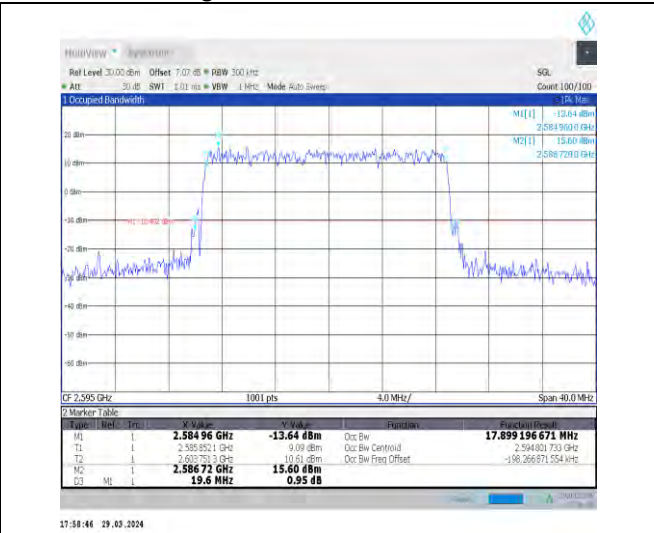 MultiView Spectrum
Ref Level 30.00 dBm Offset 7.07 dB RBW 300 kHz SGL
Att 30 dB SWT 1.01 ms VBW 1 MHz Mode Auto Sweep Count 100/100
1 Occupied Bandwidth 1Pk Max
M1[1] -13.64 dBm
2.584 960 0 GHz
M2[1] 15.60 dBm
2.586 720 0 GHz
20 dBm
10 dBm
0 dBm
-10 dBm
-20 dBm
-30 dBm
-40 dBm
-50 dBm
-60 dBm
CF 2.595 GHz 1001 pts 4.0 MHz/ Span 40.0 MHz
2 Marker Table
Type Ref Trc X-Value Y-Value Function Function Result
M1 1 2.584 96 GHz -13.64 dBm Occ Bw 17.899 196 671 MHz
T1 1 2.585 852 1 GHz 9.09 dBm Occ Bw Centroid 2.594 801 733 GHz
T2 1 2.603 751 3 GHz 10.61 dBm Occ Bw Freq Offset -198.266 871 554 kHz
M2 1 2.586 72 GHz 15.60 dBm
D3 M1 1 19.6 MHz 0.95 dB
17:58:46 29.03.2024